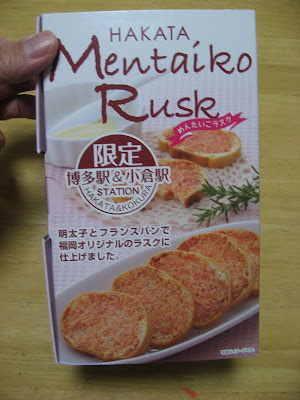 HAKATA
Mentaiko
Rusk
めんたいこラスク
限定
博多駅&小倉駅
STATION
HAKATA&KOKURA
明太子とフランスパンで
福岡オリジナルのラスクに
仕上げました。